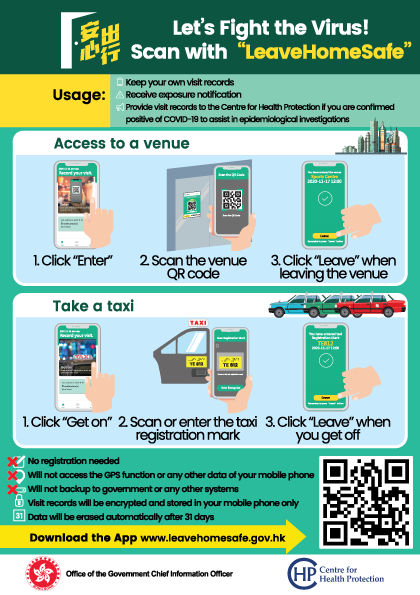 安心出行
Let's Fight the Virus!
Scan with "LeaveHomeSafe"
Usage:
Keep your own visit records
Receive exposure notification
Provide visit records to the Centre for Health Protection if you are confirmed
positive of COVID-19 to assist in epidemiological investigations
Access to a venue
Record your visit
Scan the QR Code
Sports Centre
2020-11-17 12:00
Leave
1. Click "Enter"
2. Scan the venue
QR code
3. Click "Leave" when
leaving the venue
Take a taxi
Record your visit
TAXI
TE 812
TE 812
TE812
Leave
1. Click "Get on"
2. Scan or enter the taxi
registration mark
3. Click "Leave" when
you get off
No registration needed
Will not access the GPS function or any other data of your mobile phone
Will not backup to government or any other systems
Visit records will be encrypted and stored in your mobile phone only
31 Data will be erased automatically after 31 days
Download the App www.leavehomesafe.gov.hk
Office of the Government Chief Information Officer
CHP Centre for
Health Protection